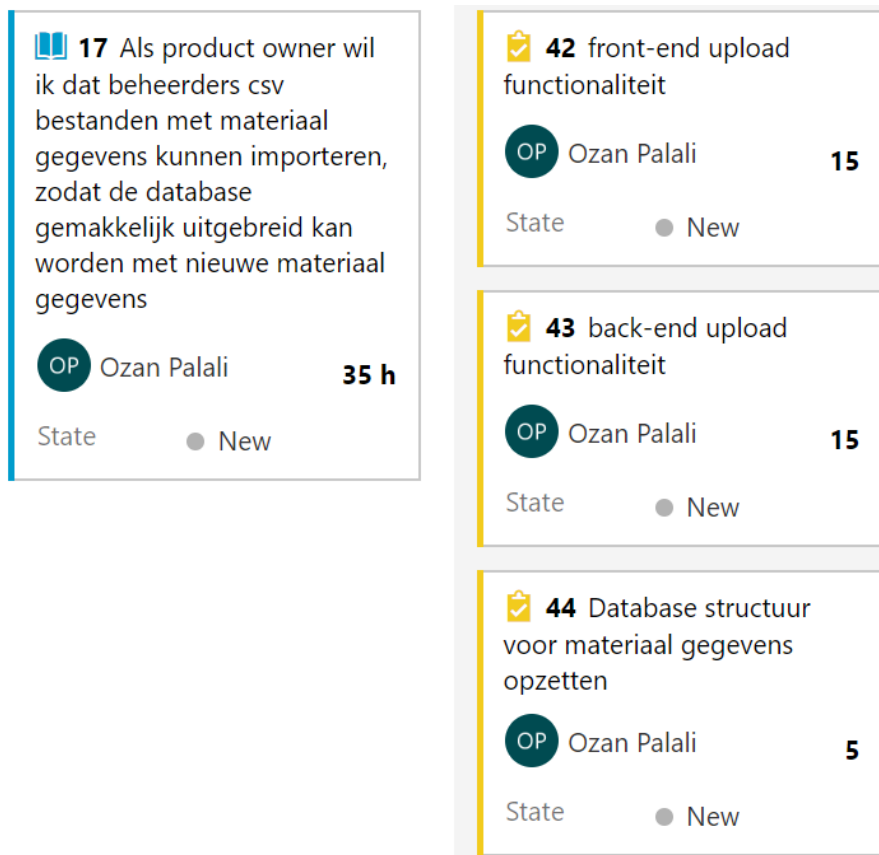 17 Als product owner wil
ik dat beheerders csv
bestanden met materiaal
gegevens kunnen importeren,
zodat de database
gemakkelijk uitgebreid kan
worden met nieuwe materiaal
gegevens
OP Ozan Palali
35 h
State New
42 front-end upload
functionaliteit
OP Ozan Palali
15
State New
43 back-end upload
functionaliteit
OP Ozan Palali
15
State New
44 Database structuur
voor materiaal gegevens
opzetten
OP Ozan Palali
5
State New